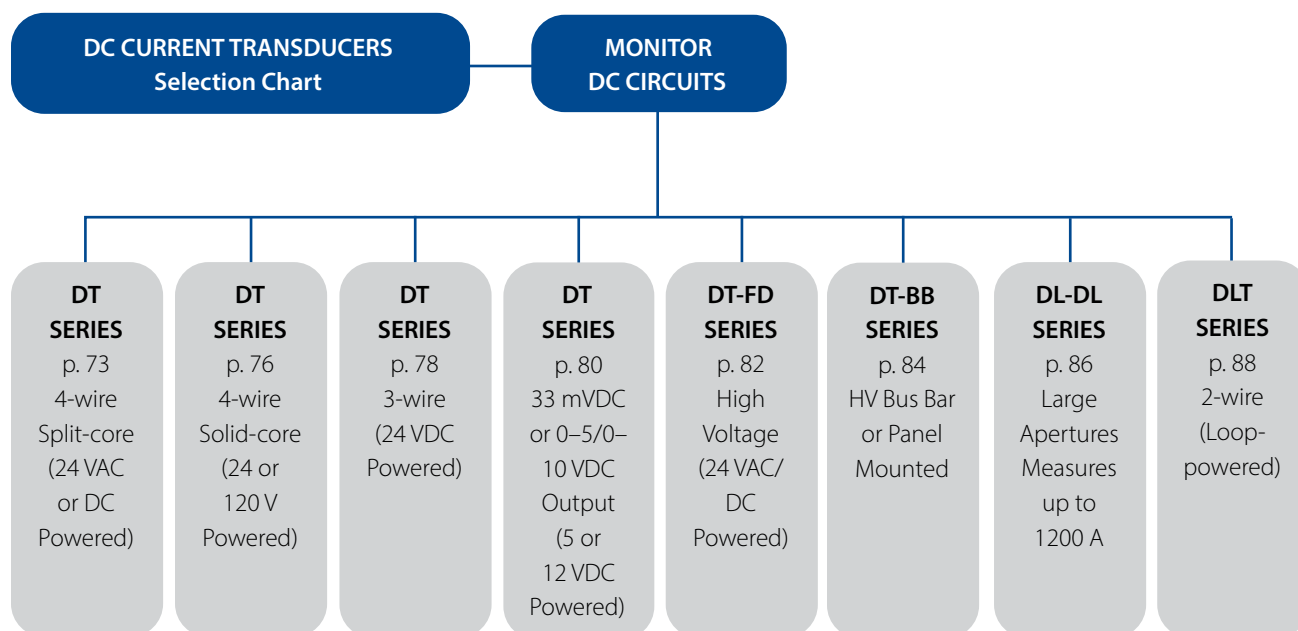 DC CURRENT TRANSDUCERS
Selection Chart
MONITOR
DC CIRCUITS
DT
SERIES
p. 73
4-wire
Split-core
(24 VAC
or DC
Powered)
DT
SERIES
p. 76
4-wire
Solid-core
(24 or
120 V
Powered)
DT
SERIES
p. 78
3-wire
(24 VDC
Powered)
DT
SERIES
p. 80
33 mVDC
or 0–5/0–
10 VDC
Output
(5 or
12 VDC
Powered)
DT-FD
SERIES
p. 82
High
Voltage
(24 VAC/
DC
Powered)
DT-BB
SERIES
p. 84
HV Bus Bar
or Panel
Mounted
DL-DL
SERIES
p. 86
Large
Apertures
Measures
up to
1200 A
DLT
SERIES
p. 88
2-wire
(Loop-
powered)